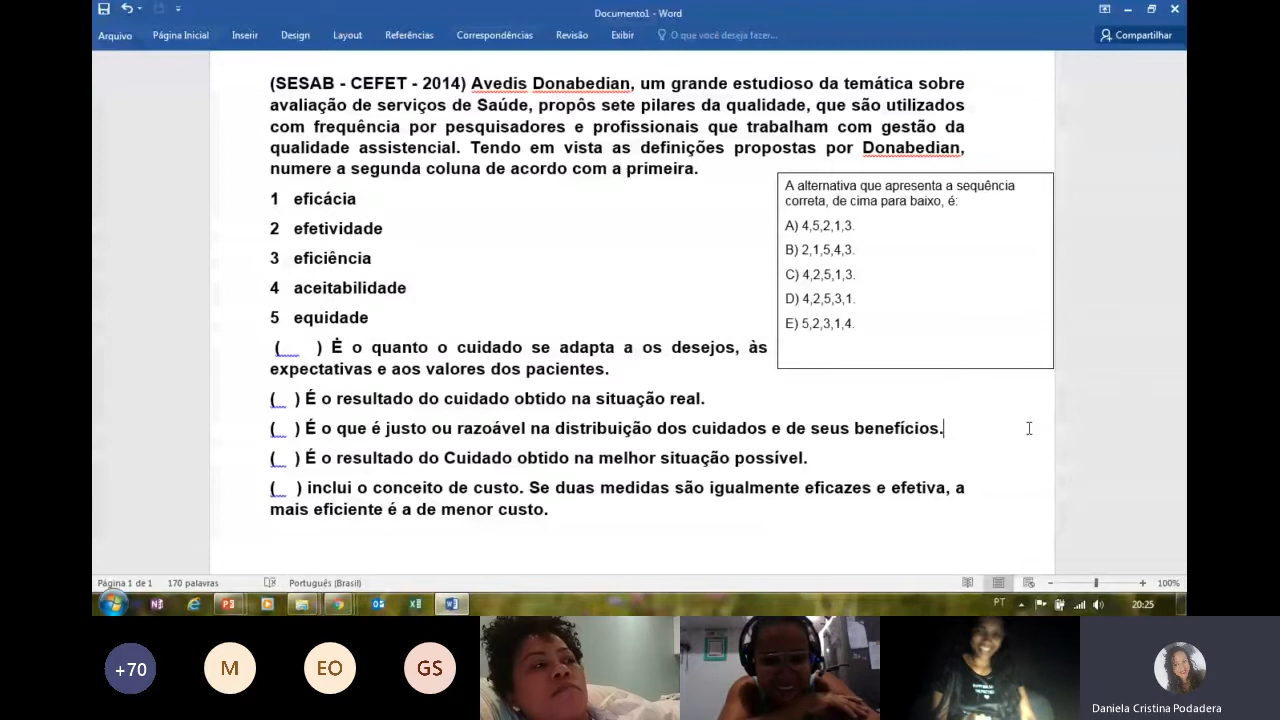 Documento1 - Word
Arquivo Página Inicial Inserir Design Layout Referências Correspondências Revisão Exibir O que você deseja fazer... Compartilhar
(SESAB - CEFET - 2014) Avedis Donabedian, um grande estudioso da temática sobre
avaliação de serviços de Saúde, propôs sete pilares da qualidade, que são utilizados
com frequência por pesquisadores e profissionais que trabalham com gestão da
qualidade assistencial. Tendo em vista as definições propostas por Donabedian,
numere a segunda coluna de acordo com a primeira.
1 eficácia
2 efetividade
3 eficiência
4 aceitabilidade
5 equidade
( ) É o quanto o cuidado se adapta a os desejos, às
expectativas e aos valores dos pacientes.
( ) É o resultado do cuidado obtido na situação real.
( ) É o que é justo ou razoável na distribuição dos cuidados e de seus benefícios.
( ) É o resultado do Cuidado obtido na melhor situação possível.
( ) inclui o conceito de custo. Se duas medidas são igualmente eficazes e efetiva, a
mais eficiente é a de menor custo.
A alternativa que apresenta a sequência
correta, de cima para baixo, é:
A) 4,5,2,1,3.
B) 2,1,5,4,3.
C) 4,2,5,1,3.
D) 4,2,5,3,1.
E) 5,2,3,1,4.
Página 1 de 1 170 palavras Português (Brasil) 100%
PT 20:25
+70 M EO GS
Daniela Cristina Podadera